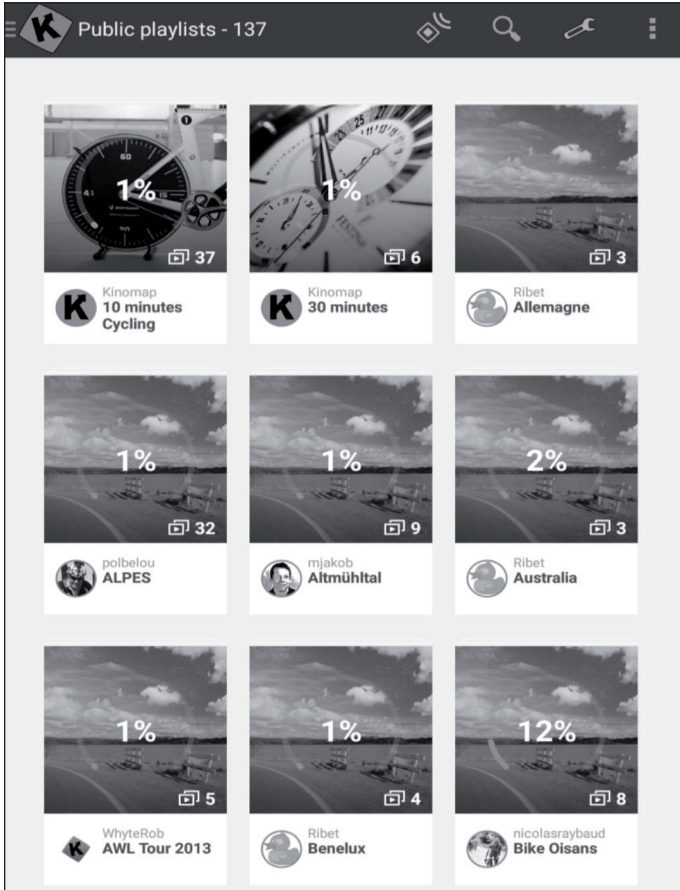 Public playlists - 137
1%
37
Kinomap
10 minutes
Cycling
1%
6
Kinomap
30 minutes
3
Ribet
Allemagne
1%
32
polbelou
ALPES
1%
9
mjakob
Altmühltal
2%
3
Ribet
Australia
1%
5
WhyteRob
AWL Tour 2013
1%
4
Ribet
Benelux
12%
8
nicolasraybaud
Bike Oisans